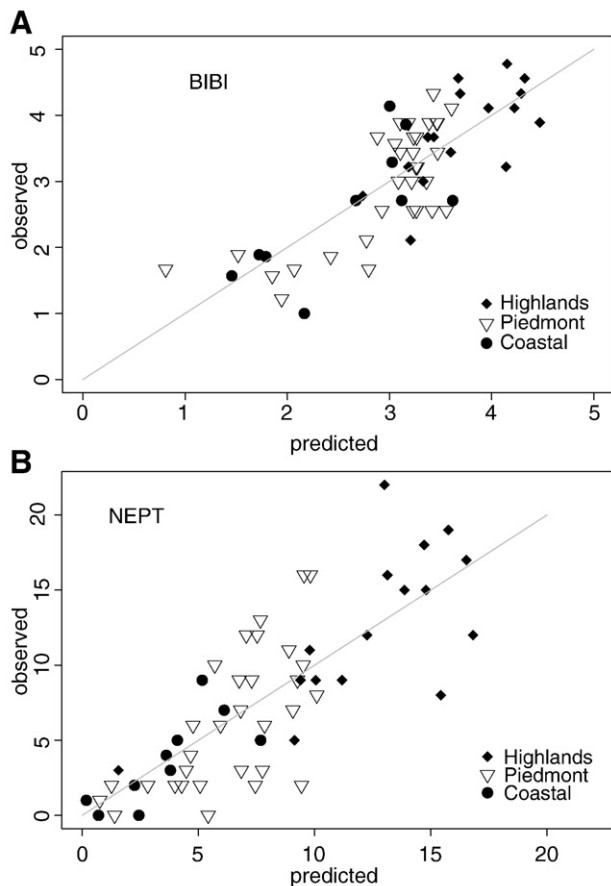 A
BIBI
observed
0
1
2
3
4
5
Highlands
Piedmont
Coastal
0 1 2 3 4 5
predicted
B
NEPT
observed
0
5
10
15
20
Highlands
Piedmont
Coastal
0 5 10 15 20
predicted